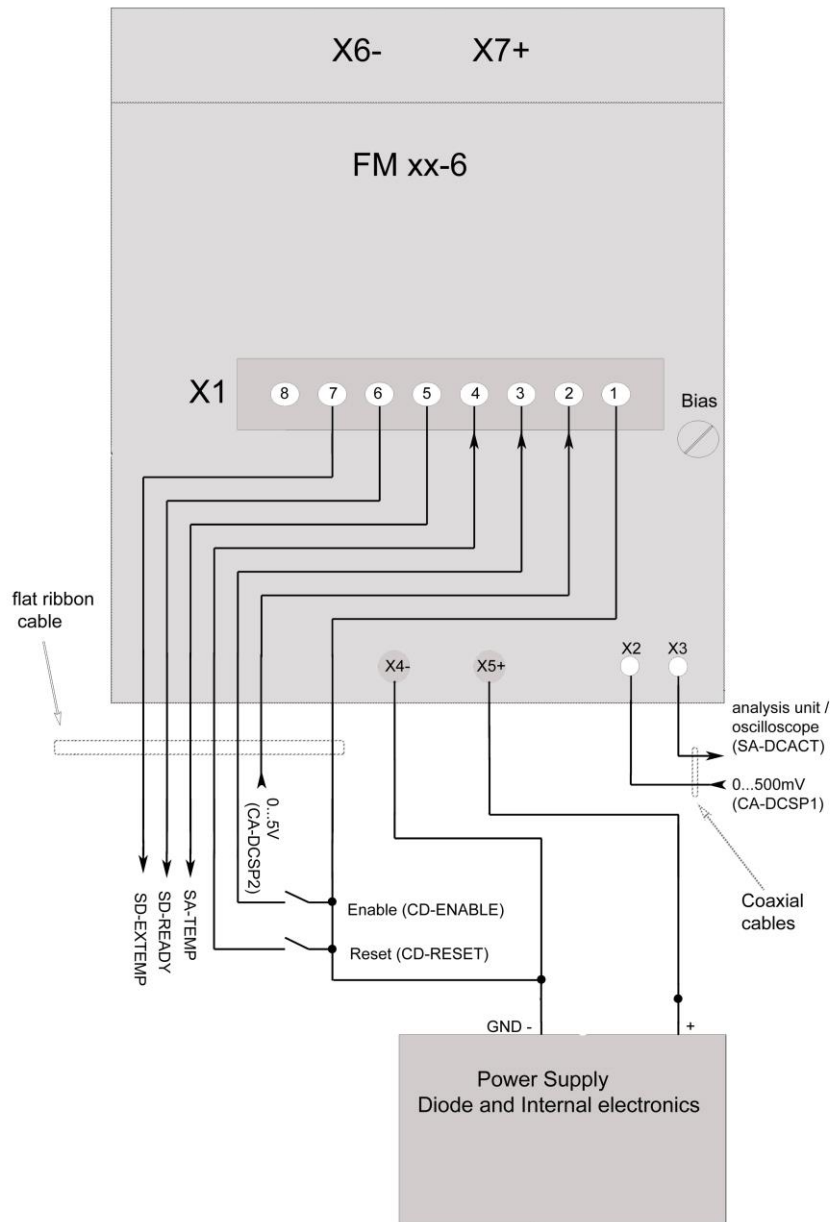 X6- X7+
FM xx-6
X1
8 7 6 5 4 3 2 1
Bias
flat ribbon
cable
X4-
X5+
X2
X3
analysis unit /
oscilloscope
(SA-DCACT)
0...500mV
(CA-DCSP1)
0...5V
(CA-DCSP2)
SD-EXTEMP
SD-READY
SA-TEMP
Enable (CD-ENABLE)
Reset (CD-RESET)
Coaxial
cables
GND -
+
Power Supply
Diode and Internal electronics